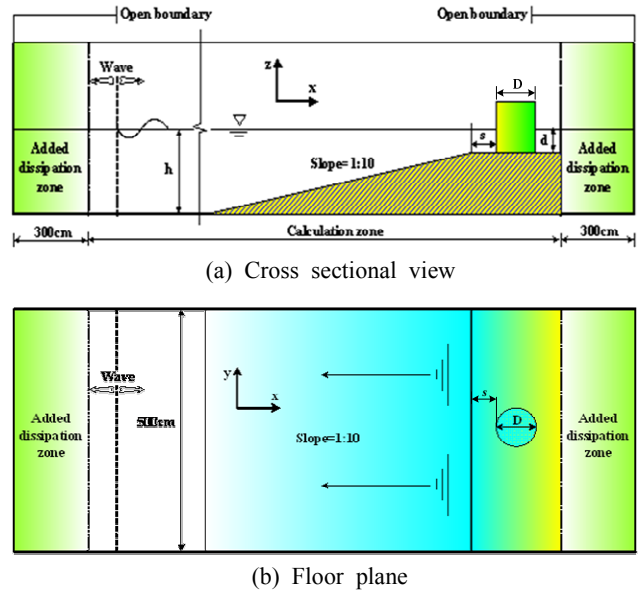 Open boundary
Open boundary
Wave
z
x
D
s
d
h
Added
dissipation
zone
Slope=1:10
Added
dissipation
zone
300cm
Calculation zone
300cm
(a) Cross sectional view
Wave
y
x
s
D
Added
dissipation
zone
Slope=1:10
Added
dissipation
zone
(b) Floor plane